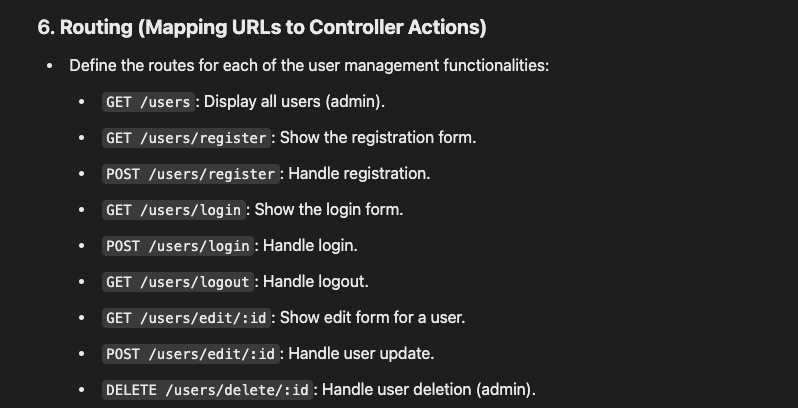 6. Routing (Mapping URLs to Controller Actions)
• Define the routes for each of the user management functionalities:
• GET /users: Display all users (admin).
• GET /users/register: Show the registration form.
• POST /users/register: Handle registration.
• GET /users/login: Show the login form.
• POST /users/login: Handle login.
• GET /users/logout: Handle logout.
• GET /users/edit/:id: Show edit form for a user.
• POST /users/edit/:id: Handle user update.
• DELETE /users/delete/:id: Handle user deletion (admin).